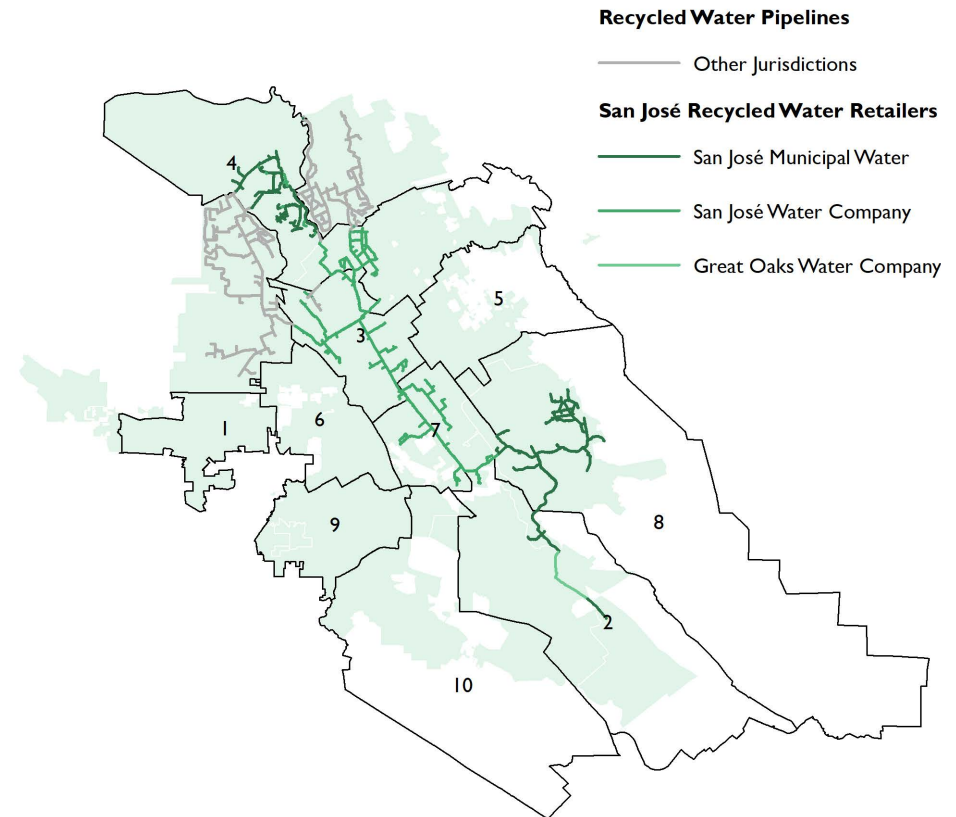 Recycled Water Pipelines
Other Jurisdictions
San José Recycled Water Retailers
San José Municipal Water
San José Water Company
Great Oaks Water Company
4
5
3
6
1
7
9
8
2
10